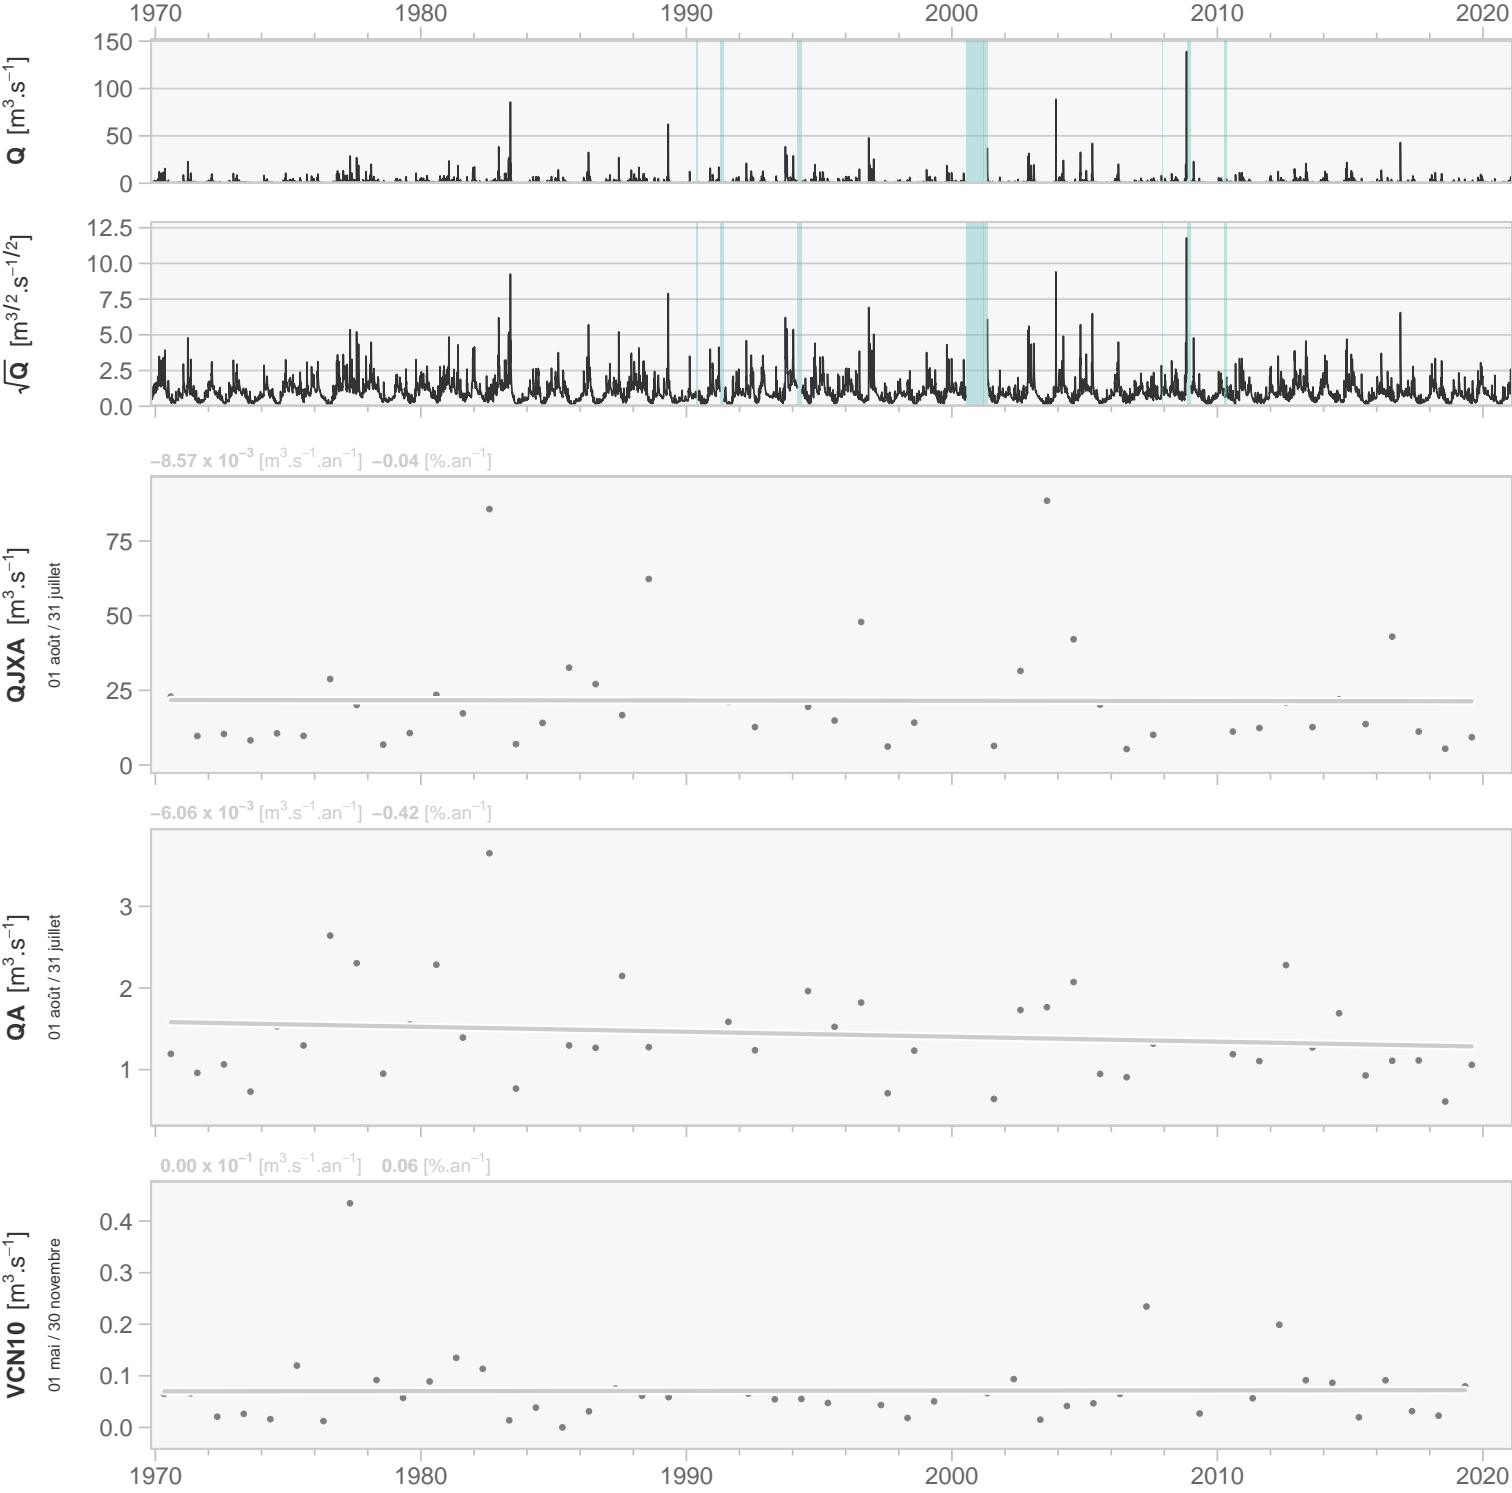 1970 1980 1990 2000 2010 2020
Q [m³.s⁻¹]
150
100
50
0
√Q [m³/².s⁻¹/²]
12.5
10.0
7.5
5.0
2.5
0.0
−8.57 x 10⁻³ [m³.s⁻¹.an⁻¹] −0.04 [%.an⁻¹]
QJXA [m³.s⁻¹]
01 août / 31 juillet
75
50
25
0
−6.06 x 10⁻³ [m³.s⁻¹.an⁻¹] −0.42 [%.an⁻¹]
QA [m³.s⁻¹]
01 août / 31 juillet
3
2
1
0.00 x 10⁻¹ [m³.s⁻¹.an⁻¹] 0.06 [%.an⁻¹]
VCN10 [m³.s⁻¹]
01 mai / 30 novembre
0.4
0.3
0.2
0.1
0.0
1970 1980 1990 2000 2010 2020